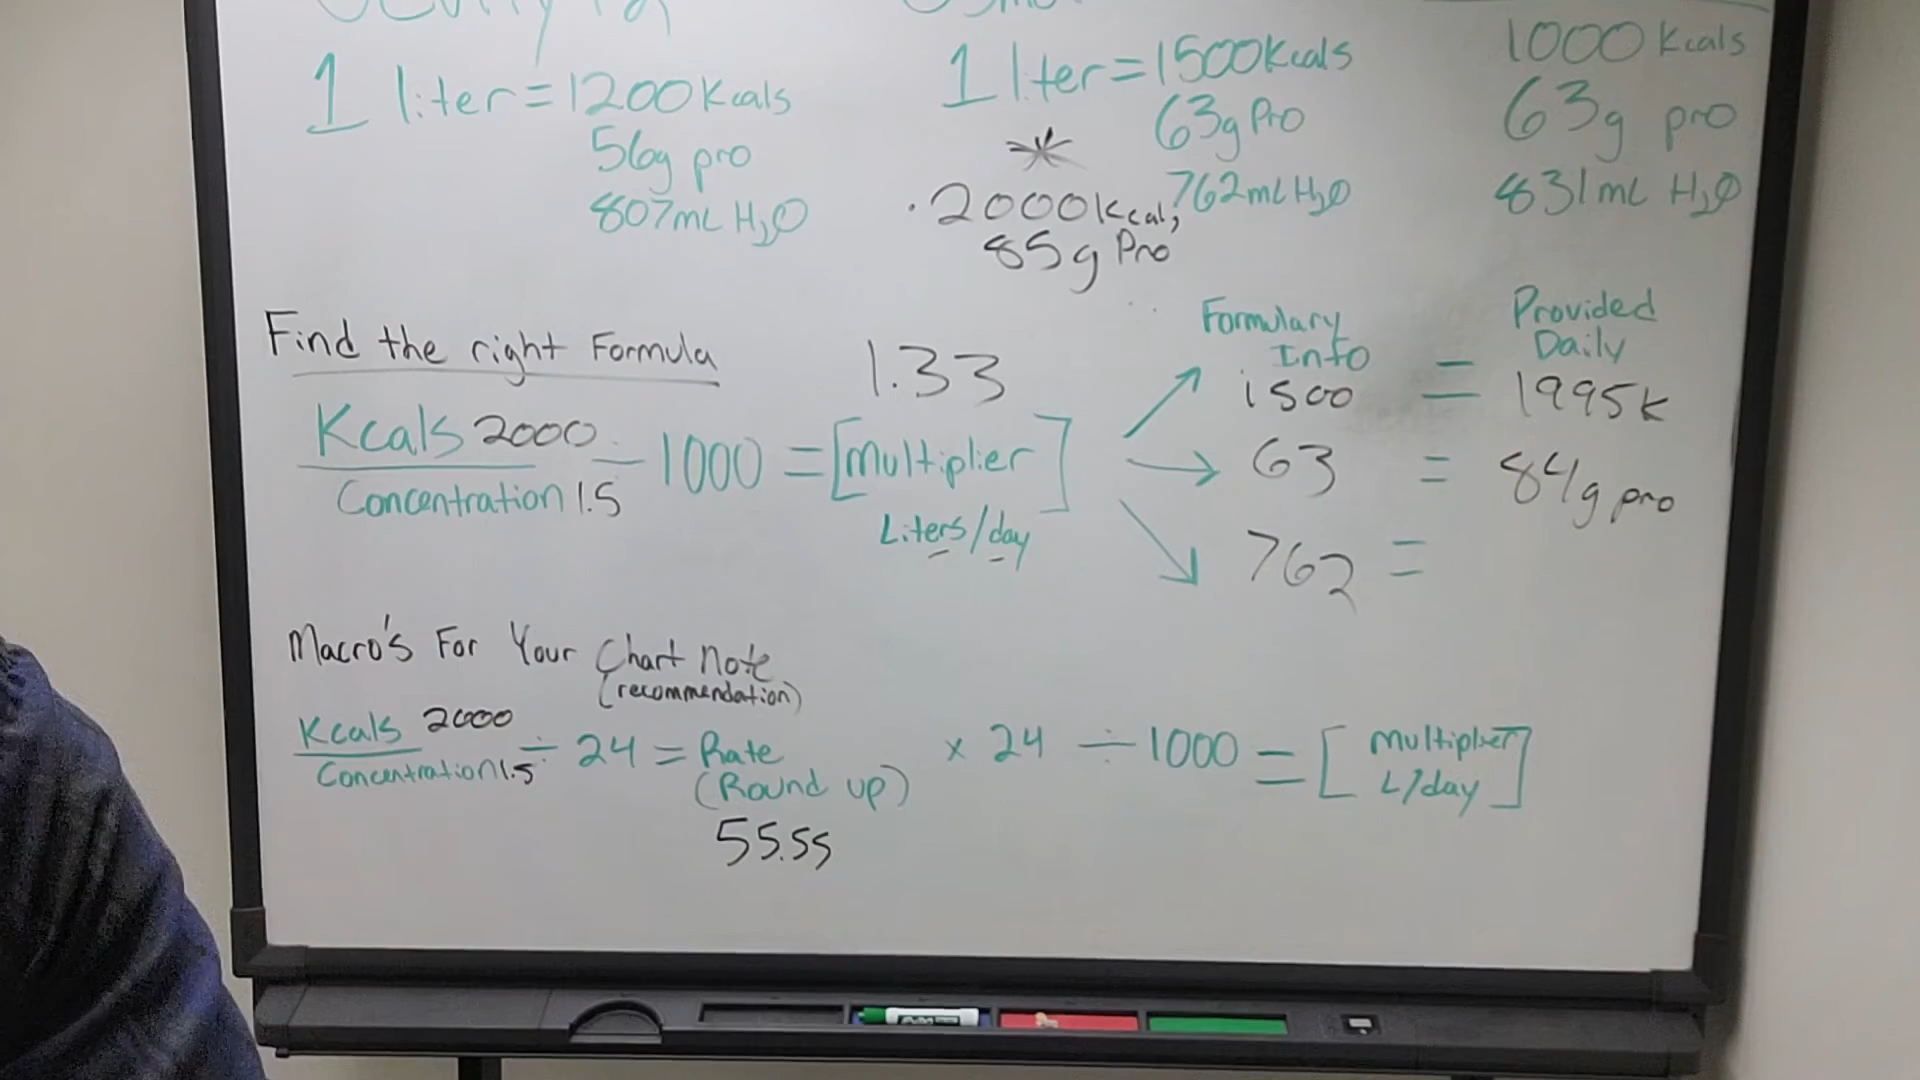 1 liter = 1200 Kcals
56g pro
807mL H2O
1 liter = 1500 Kcals
63g Pro
762mL H2O
*
· 2000 Kcal,
85g Pro
1000 Kcals
63g pro
831mL H2O
Find the right Formula
Kcals 2000
Concentration 1.5
÷ 1000 = [Multiplier]
1.33
Liters/day
Formulary
Info
Provided
Daily
1500 = 1995k
63 = 84g pro
762 =
Macro's For Your Chart Note
(recommendation)
Kcals 2000
Concentration 1.5
÷ 24 = Rate
(Round up)
55.55
× 24 ÷ 1000 = [Multiplier
L/day]